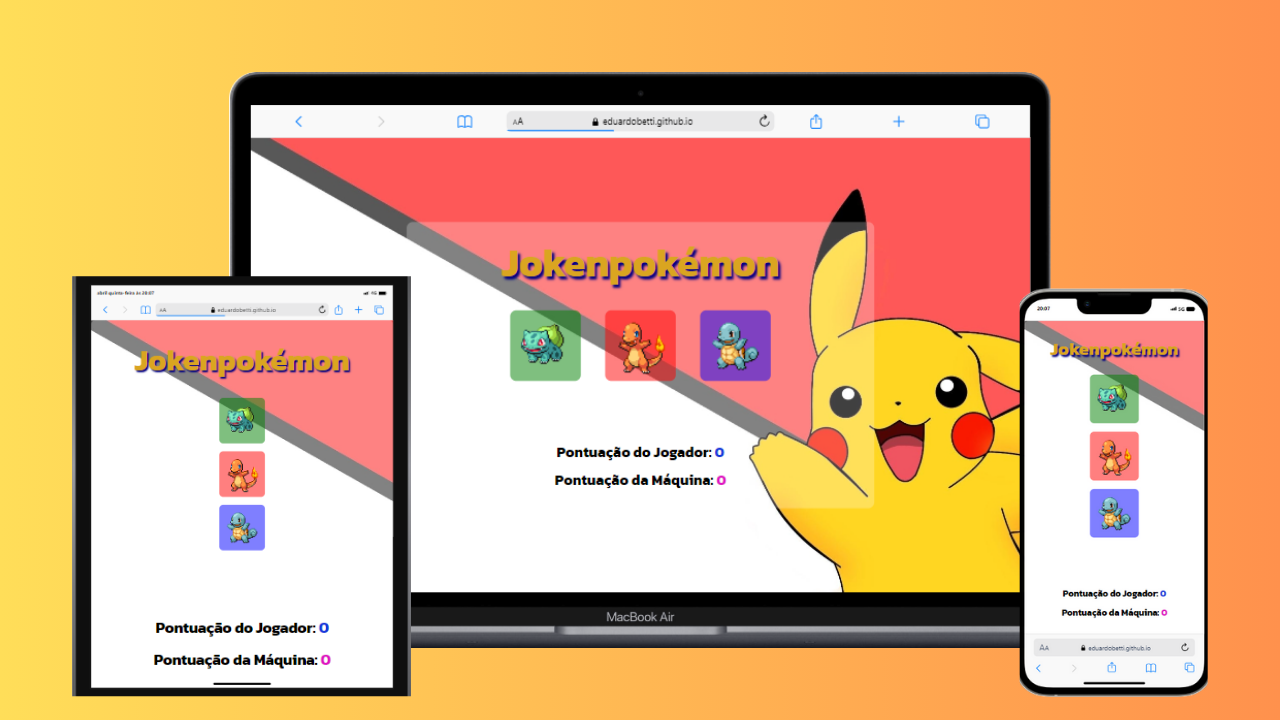 AA eduardobetti.github.io
Jokenpokémon
Pontuação do Jogador: 0
Pontuação da Máquina: 0
MacBook Air
abril quinta-feira às 20:07 5G
AA eduardobetti.github.io
Jokenpokémon
Pontuação do Jogador: 0
Pontuação da Máquina: 0
20:07 5G
Jokenpokémon
Pontuação do Jogador: 0
Pontuação da Máquina: 0
AA eduardobetti.github.io